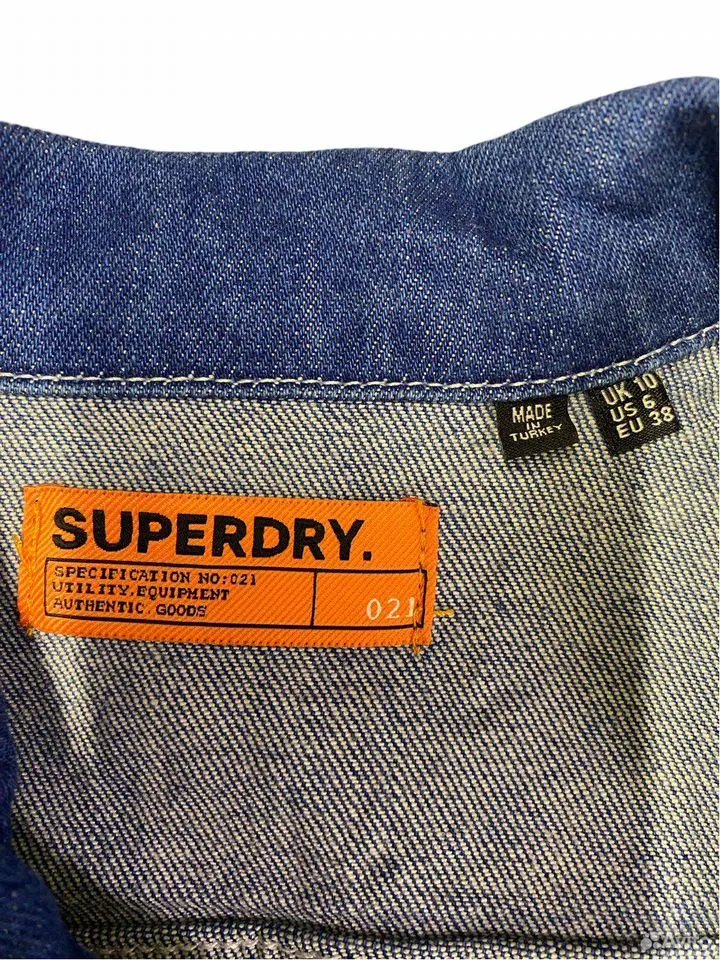 MADE
IN
TURKEY
UK 10
US 6
EU 38
SUPERDRY.
SPECIFICATION NO:021
UTILITY.EQUIPMENT
AUTHENTIC.GOODS
021